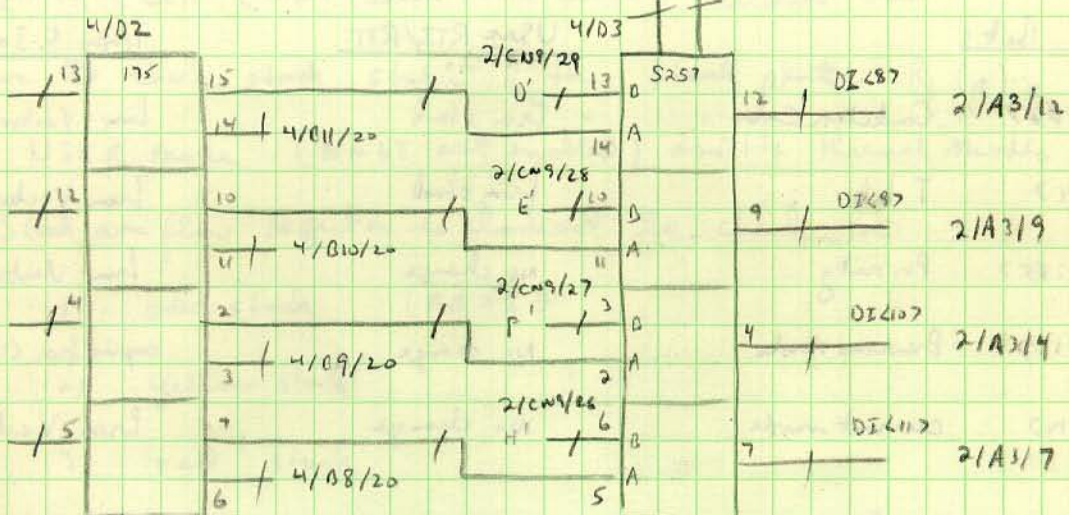 4/D2 4/D3
175 S257
2/CN9/29
13 15 D' 13 B 12 DI<8> 2/A3/12
14 4/B11/20 A 14
2/CN9/28
12 10 E' 10 B 9 DI<9> 2/A3/9
11 4/B10/20 A 11
2/CN9/27
4 2 3 B 4 DI<10> 2/A3/4
3 4/B9/20 A 2
2/CN9/26
5 7 H' 6 B 7 DI<11> 2/A3/7
6 4/B8/20 A 5